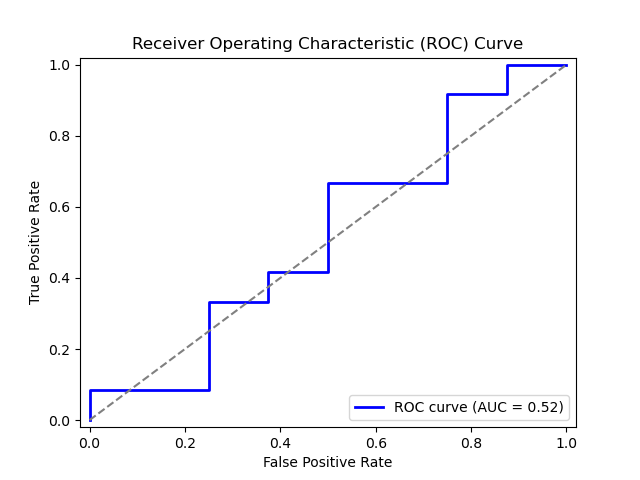 Receiver Operating Characteristic (ROC) Curve
1.0
0.8
0.6
0.4
0.2
0.0
True Positive Rate
ROC curve (AUC = 0.52)
0.0 0.2 0.4 0.6 0.8 1.0
False Positive Rate